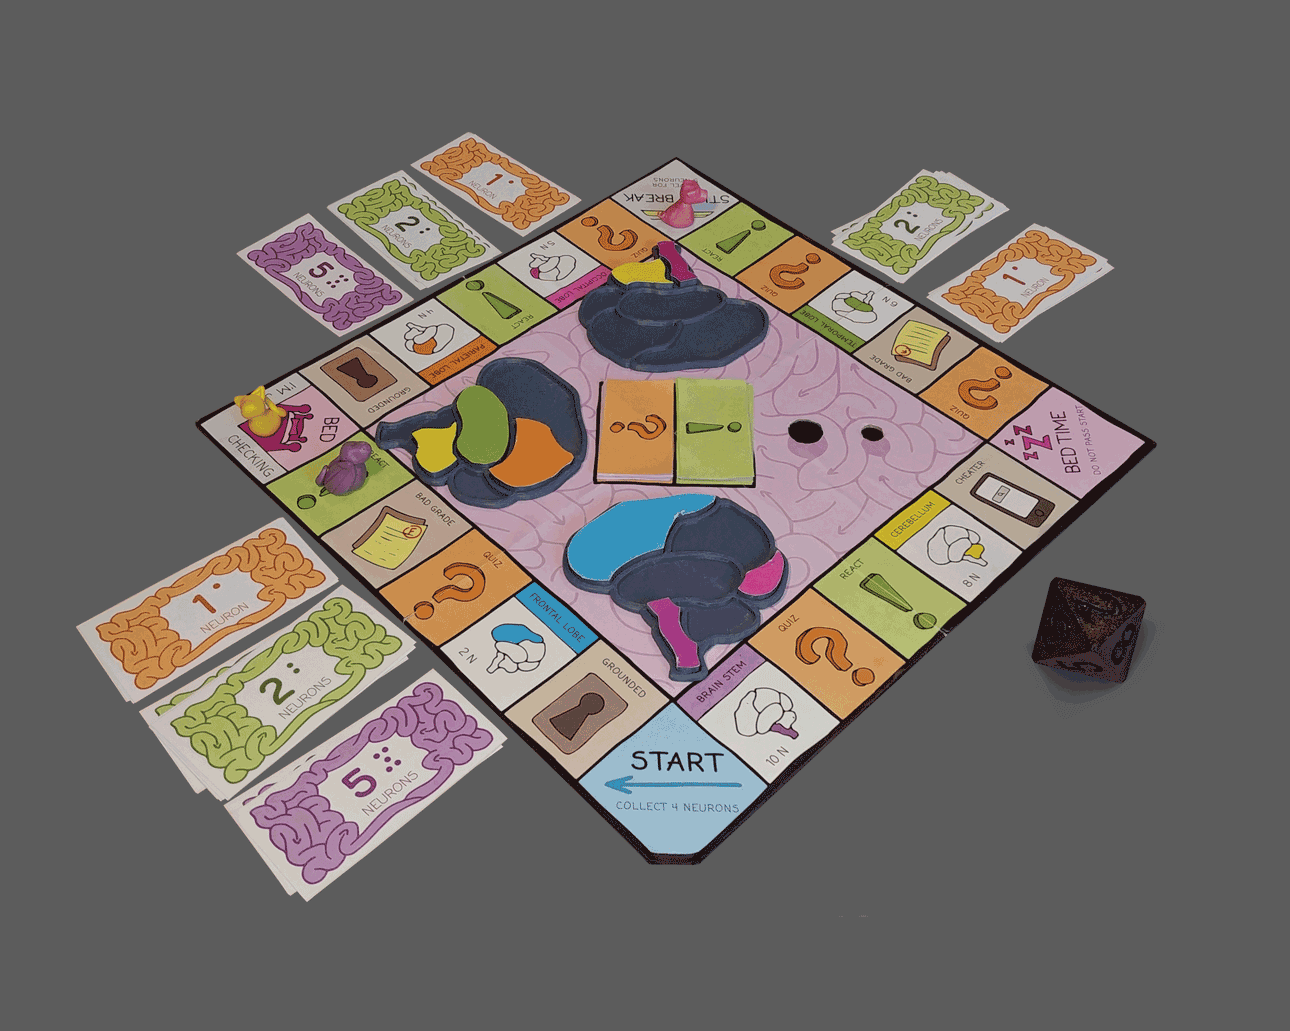 1
NEURON
2
NEURONS
5
NEURONS
2
NEURONS
1
NEURON
BREAK
NEURONS
REACT
QUIZ
TEMPORAL LOBE
6 N
BAD GRADE
QUIZ
BED TIME
DO NOT PASS START
Z Z Z
CHEATER
CEREBELLUM
8 N
REACT
QUIZ
BRAIN STEM
10 N
START
COLLECT 4 NEURONS
GROUNDED
FRONTAL LOBE
2 N
QUIZ
BAD GRADE
I'M
BED
CHECKING
GROUNDED
PARIETAL LOBE
4 N
REACT
5 N
QUIZ
1
NEURON
2
NEURONS
5
NEURONS